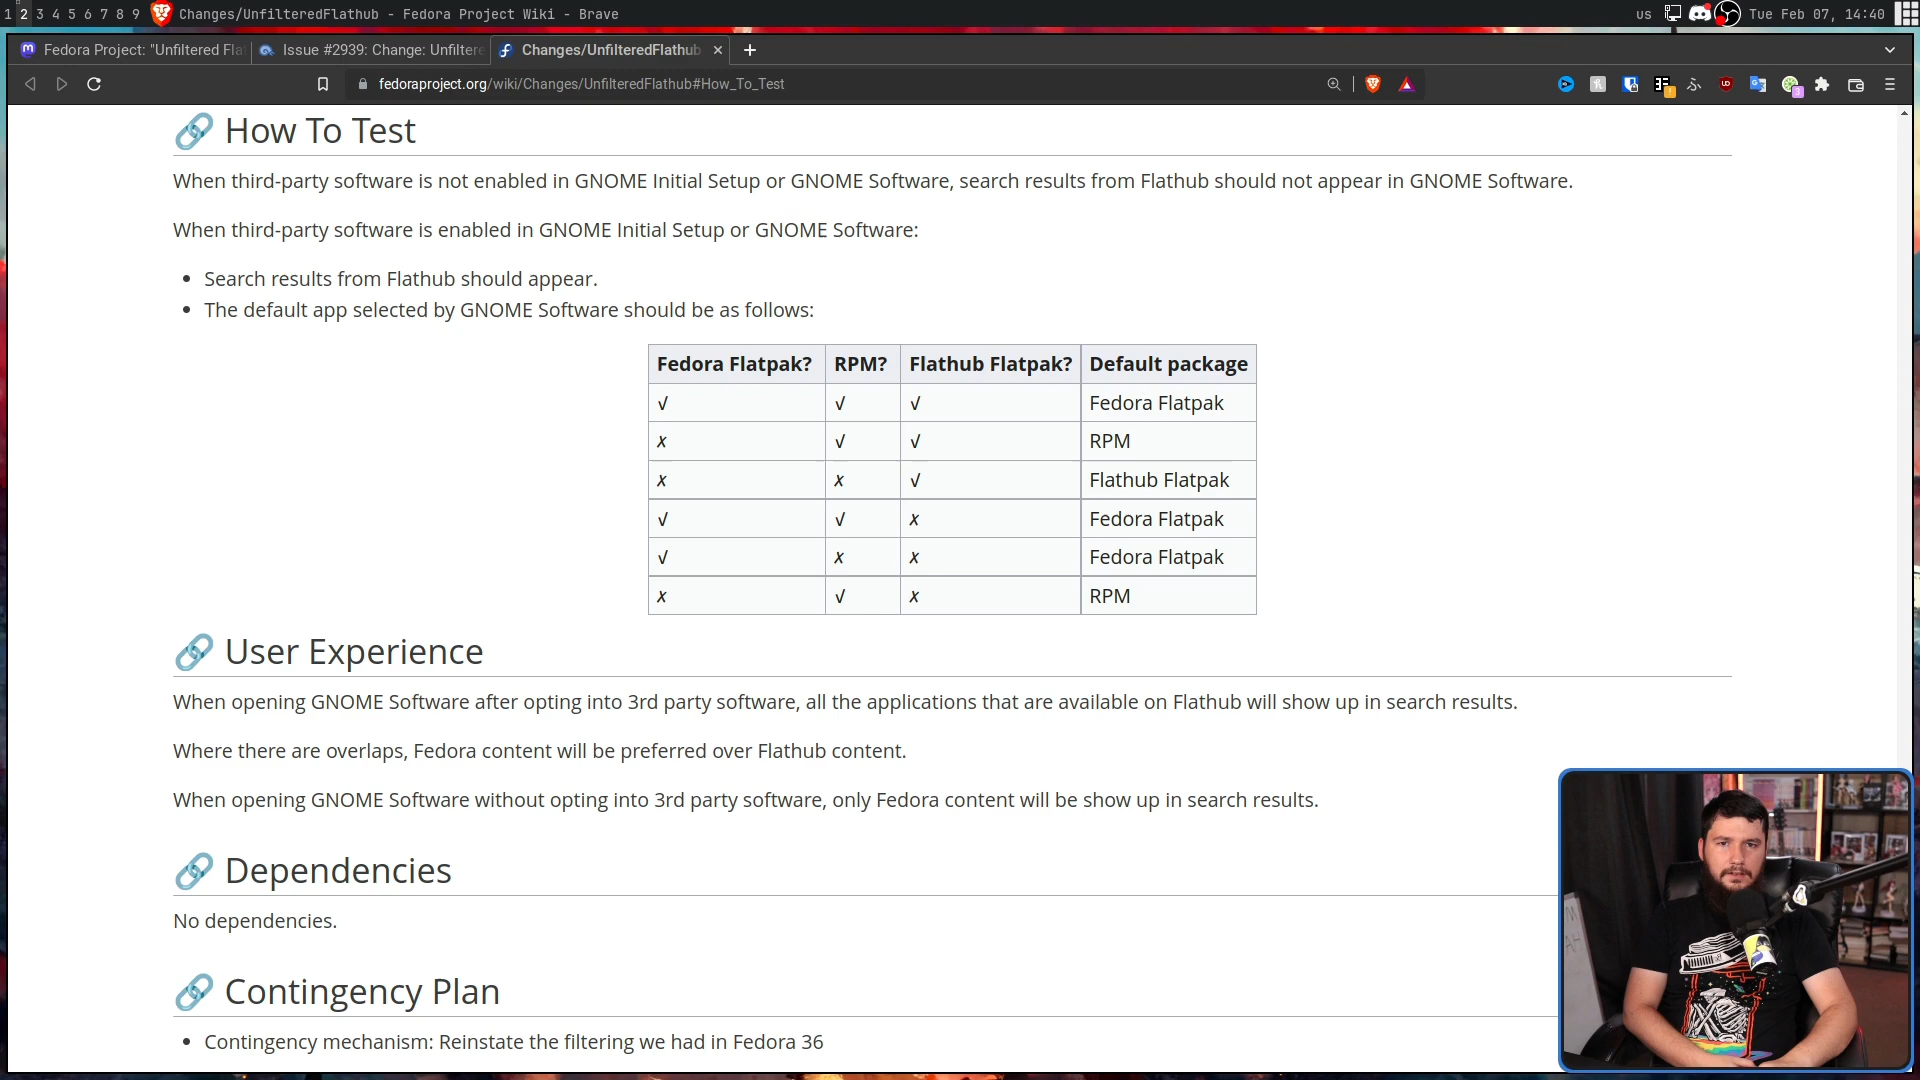 1 2 3 4 5 6 7 8 9 Changes/UnfilteredFlathub - Fedora Project Wiki - Brave us Tue Feb 07, 14:40
Fedora Project: "Unfiltered Fla Issue #2939: Change: Unfiltere Changes/UnfilteredFlathub
fedoraproject.org/wiki/Changes/UnfilteredFlathub#How_To_Test
How To Test
When third-party software is not enabled in GNOME Initial Setup or GNOME Software, search results from Flathub should not appear in GNOME Software.
When third-party software is enabled in GNOME Initial Setup or GNOME Software:
• Search results from Flathub should appear.
• The default app selected by GNOME Software should be as follows:
Fedora Flatpak? RPM? Flathub Flatpak? Default package
√ √ √ Fedora Flatpak
✗ √ √ RPM
✗ ✗ √ Flathub Flatpak
√ √ ✗ Fedora Flatpak
√ ✗ ✗ Fedora Flatpak
✗ √ ✗ RPM
User Experience
When opening GNOME Software after opting into 3rd party software, all the applications that are available on Flathub will show up in search results.
Where there are overlaps, Fedora content will be preferred over Flathub content.
When opening GNOME Software without opting into 3rd party software, only Fedora content will be show up in search results.
Dependencies
No dependencies.
Contingency Plan
• Contingency mechanism: Reinstate the filtering we had in Fedora 36